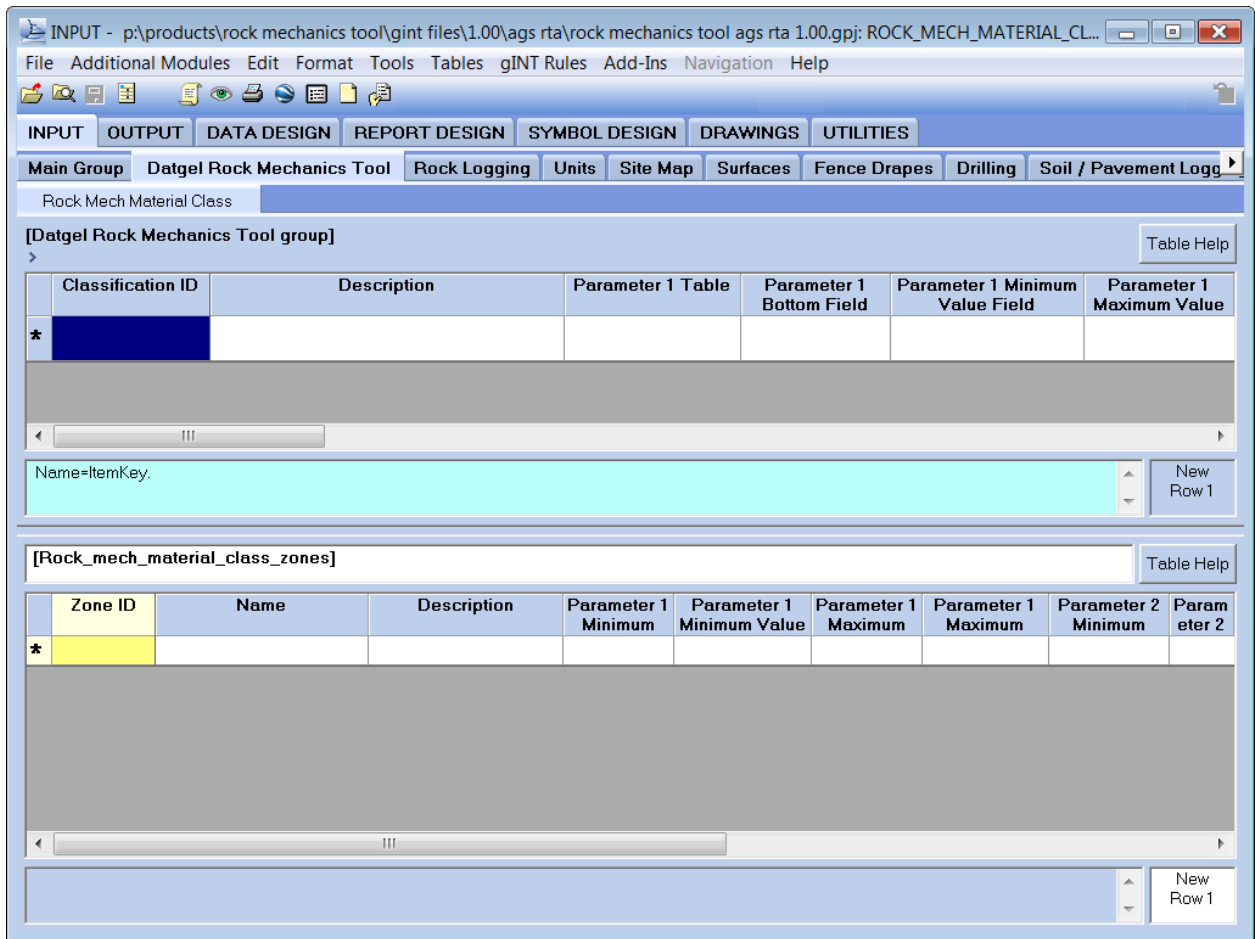 INPUT - p:\products\rock mechanics tool\gint files\1.00\ags rta\rock mechanics tool ags rta 1.00.gpj: ROCK_MECH_MATERIAL_CL...
File Additional Modules Edit Format Tools Tables gINT Rules Add-Ins Navigation Help
INPUT OUTPUT DATA DESIGN REPORT DESIGN SYMBOL DESIGN DRAWINGS UTILITIES
Main Group Datgel Rock Mechanics Tool Rock Logging Units Site Map Surfaces Fence Drapes Drilling Soil / Pavement Logg
Rock Mech Material Class
[Datgel Rock Mechanics Tool group]
Table Help
>
Classification ID Description Parameter 1 Table Parameter 1 Parameter 1 Minimum Parameter 1
Bottom Field Value Field Maximum Value
*
Name=ItemKey.
New
Row 1
[Rock_mech_material_class_zones]
Table Help
Zone ID Name Description Parameter 1 Parameter 1 Parameter 1 Parameter 1 Parameter 2 Param
Minimum Minimum Value Maximum Maximum Minimum eter 2
*
New
Row 1